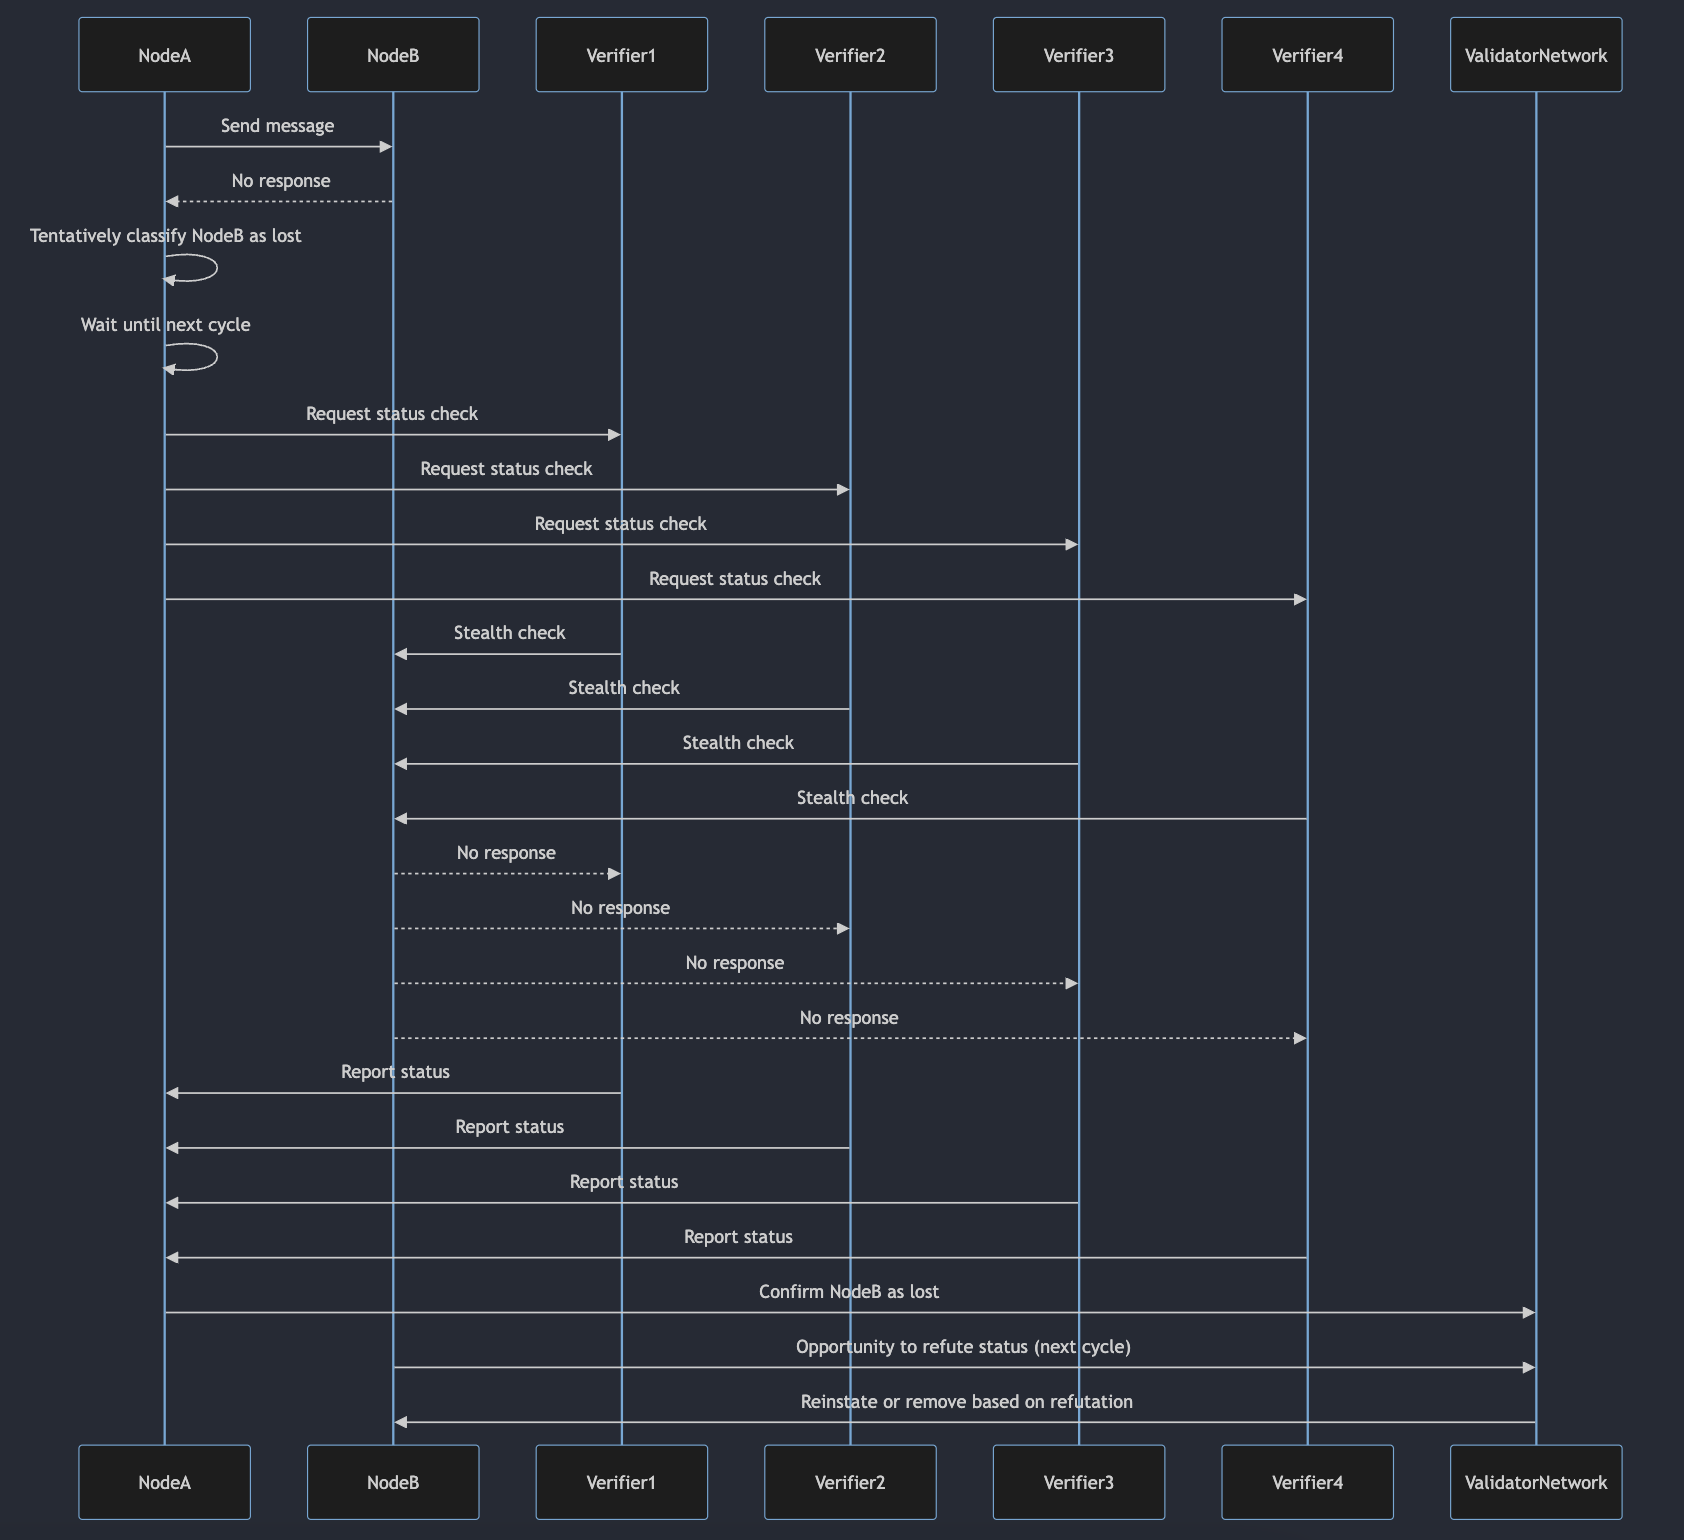 NodeA
NodeB
Verifier1
Verifier2
Verifier3
Verifier4
ValidatorNetwork
Send message
No response
Tentatively classify NodeB as lost
Wait until next cycle
Request status check
Request status check
Request status check
Request status check
Stealth check
Stealth check
Stealth check
Stealth check
No response
No response
No response
No response
Report status
Report status
Report status
Report status
Confirm NodeB as lost
Opportunity to refute status (next cycle)
Reinstate or remove based on refutation
NodeA
NodeB
Verifier1
Verifier2
Verifier3
Verifier4
ValidatorNetwork